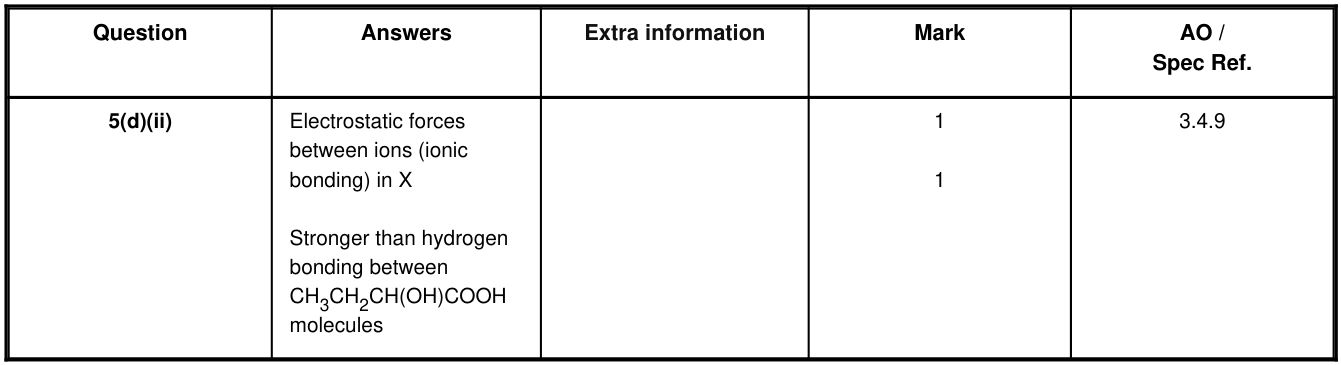 Question Answers Extra information Mark AO /
Spec Ref.
5(d)(ii) Electrostatic forces 1 3.4.9
between ions (ionic
bonding) in X 1
Stronger than hydrogen
bonding between
CH₃CH₂CH(OH)COOH
molecules